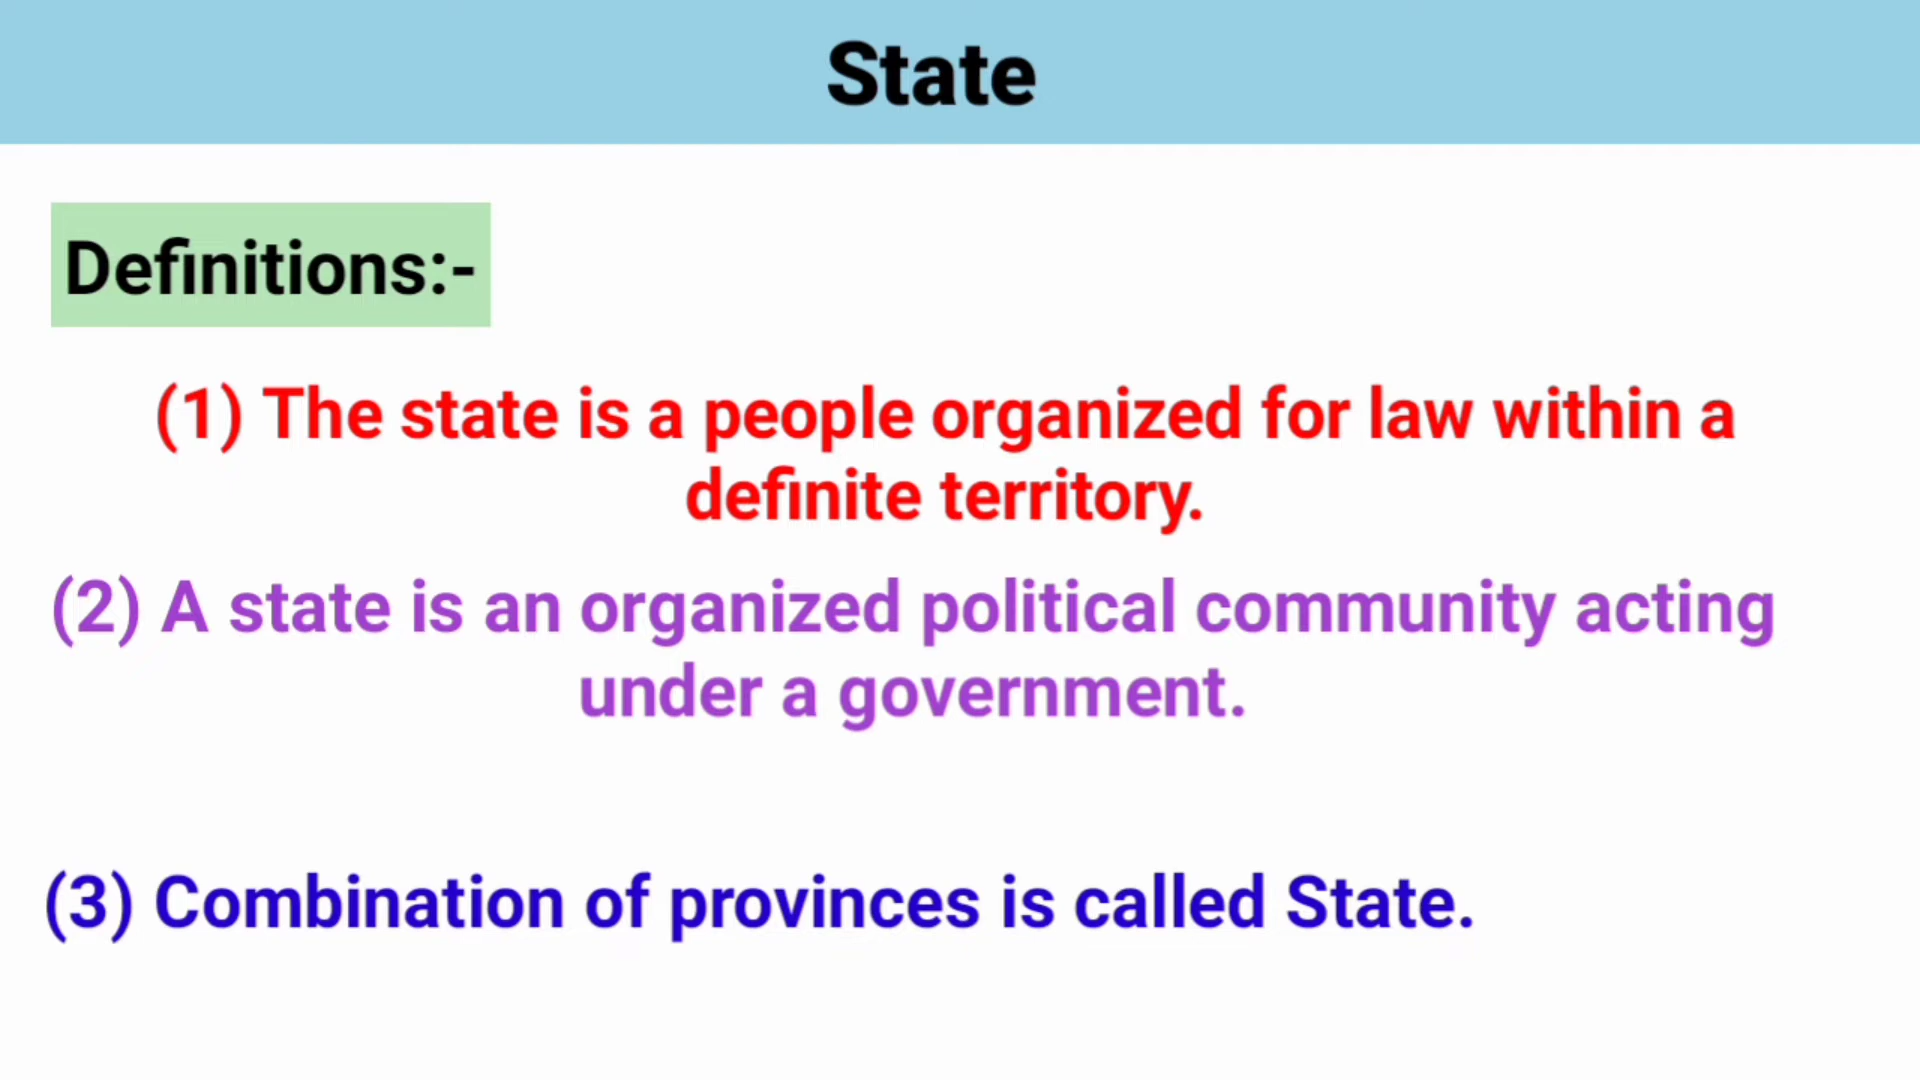 State
Definitions:-
(1) The state is a people organized for law within a
definite territory.
(2) A state is an organized political community acting
under a government.
(3) Combination of provinces is called State.